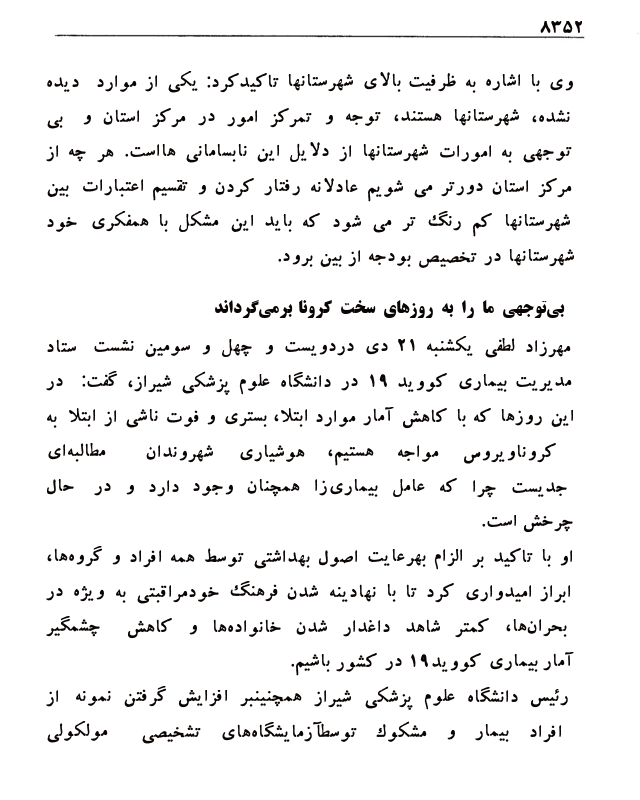 ۸۳۵۲
وی با اشاره به ظرفیت بالای شهرستانها تاکیدکرد: یکی از موارد دیده
نشده، شهرستانها هستند، توجه و تمرکز امور در مرکز استان و بی
توجهی به امورات شهرستانها از دلایل این نابسامانی هااست. هر چه از
مرکز استان دورتر می شویم عادلانه رفتار کردن و تقسیم اعتبارات بین
شهرستانها کم رنگ تر می شود که باید این مشکل با همفکری خود
شهرستانها در تخصیص بودجه از بین برود.
بی‌توجهی ما را به روزهای سخت کرونا برمی‌گرداند
مهرزاد لطفی یکشنبه ۲۱ دی دردویست و چهل و سومین نشست ستاد
مدیریت بیماری کووید ۱۹ در دانشگاه علوم پزشکی شیراز، گفت: در
این روزها که با کاهش آمار موارد ابتلا، بستری و فوت ناشی از ابتلا به
کروناویروس مواجه هستیم، هوشیاری شهروندان مطالبه‌ای
جدیست چرا که عامل بیماری‌زا همچنان وجود دارد و در حال
چرخش است.
او با تاکید بر الزام بهرعایت اصول بهداشتی توسط همه افراد و گروه‌ها،
ابراز امیدواری کرد تا با نهادینه شدن فرهنگ خودمراقبتی به ویژه در
بحران‌ها، کمتر شاهد داغدار شدن خانواده‌ها و کاهش چشمگیر
آمار بیماری کووید۱۹ در کشور باشیم.
رئیس دانشگاه علوم پزشکی شیراز همچنینبر افزایش گرفتن نمونه از
افراد بیمار و مشکوک توسطآزمایشگاه‌های تشخیصی مولکولی